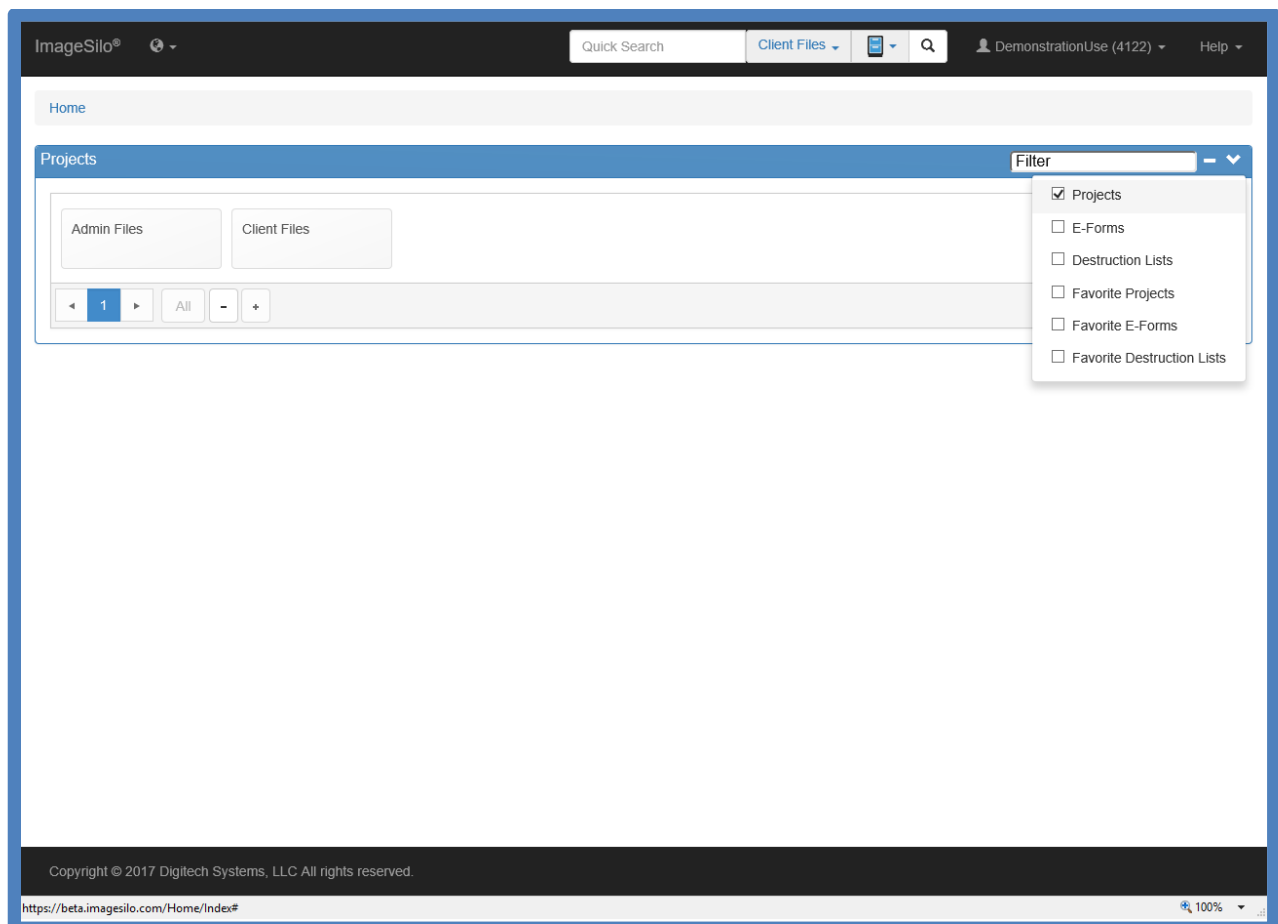 ImageSilo® Quick Search Client Files DemonstrationUse (4122) Help
Home
Projects Filter
Projects
Admin Files Client Files
E-Forms
Destruction Lists
Favorite Projects
1 All - +
Favorite E-Forms
Favorite Destruction Lists
Copyright © 2017 Digitech Systems, LLC All rights reserved.
https://beta.imagesilo.com/Home/Index# 100%